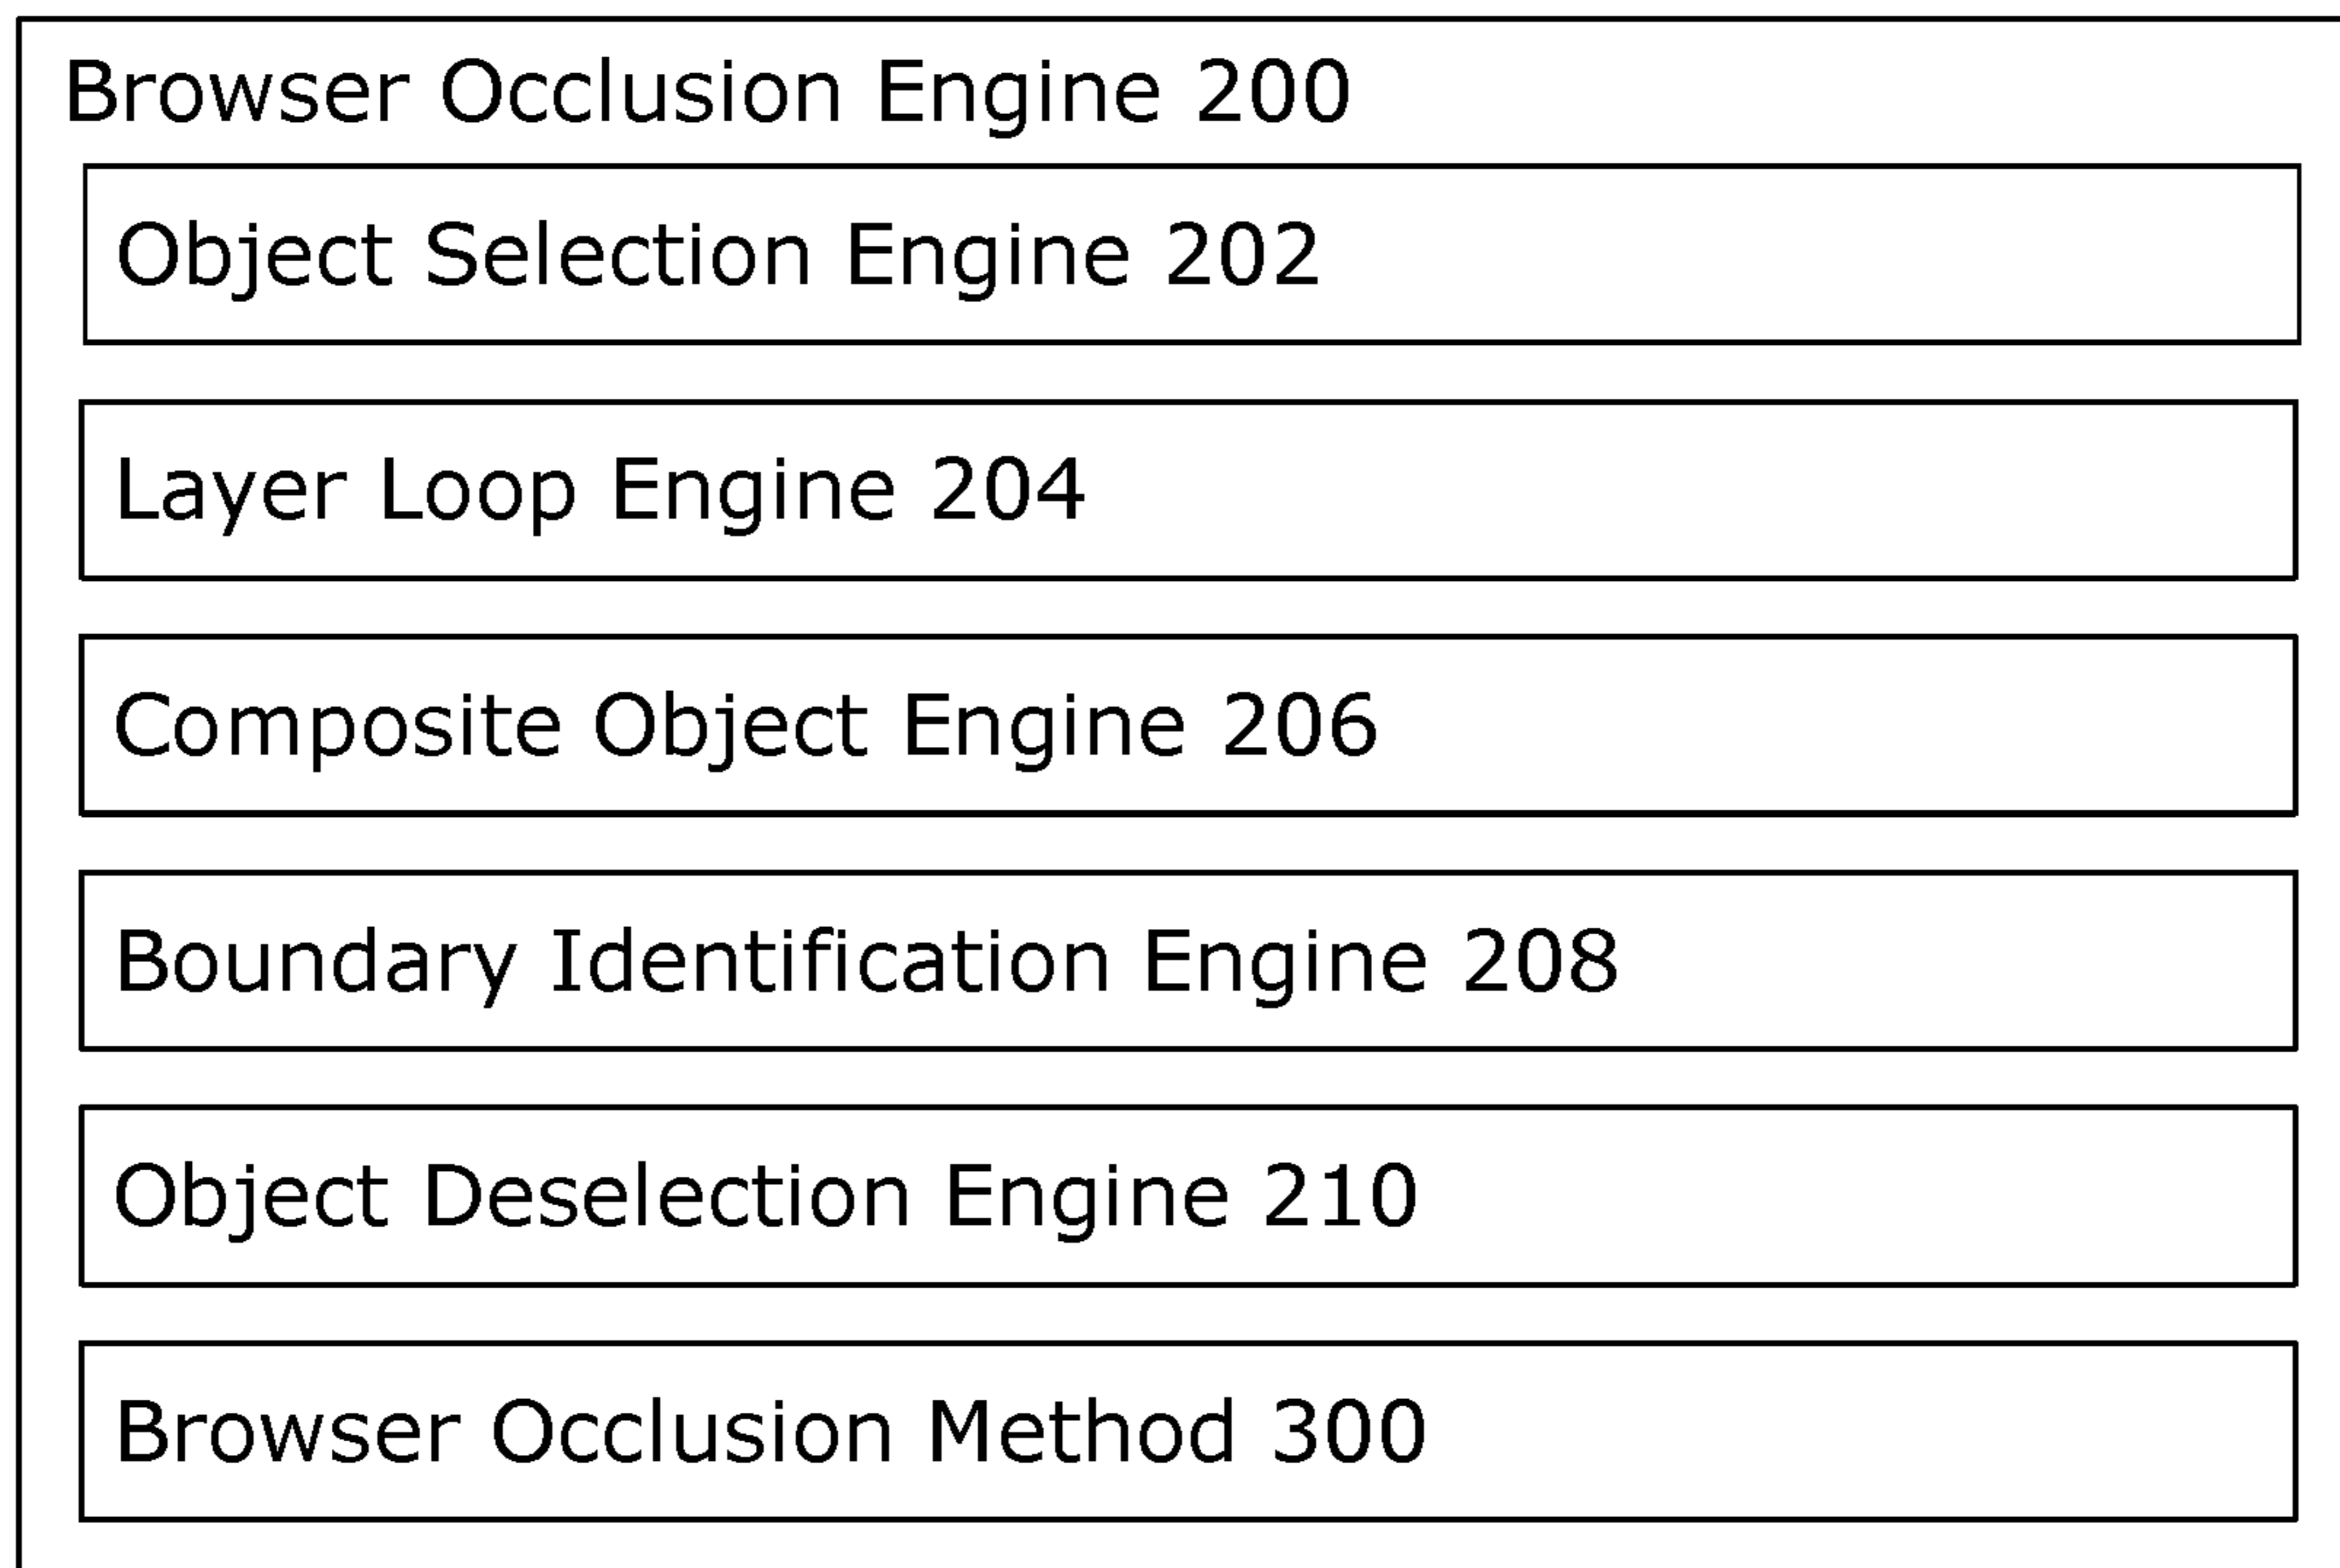 Browser Occlusion Engine 200
Object Selection Engine 202
Layer Loop Engine 204
Composite Object Engine 206
Boundary Identification Engine 208
Object Deselection Engine 210
Browser Occlusion Method 300